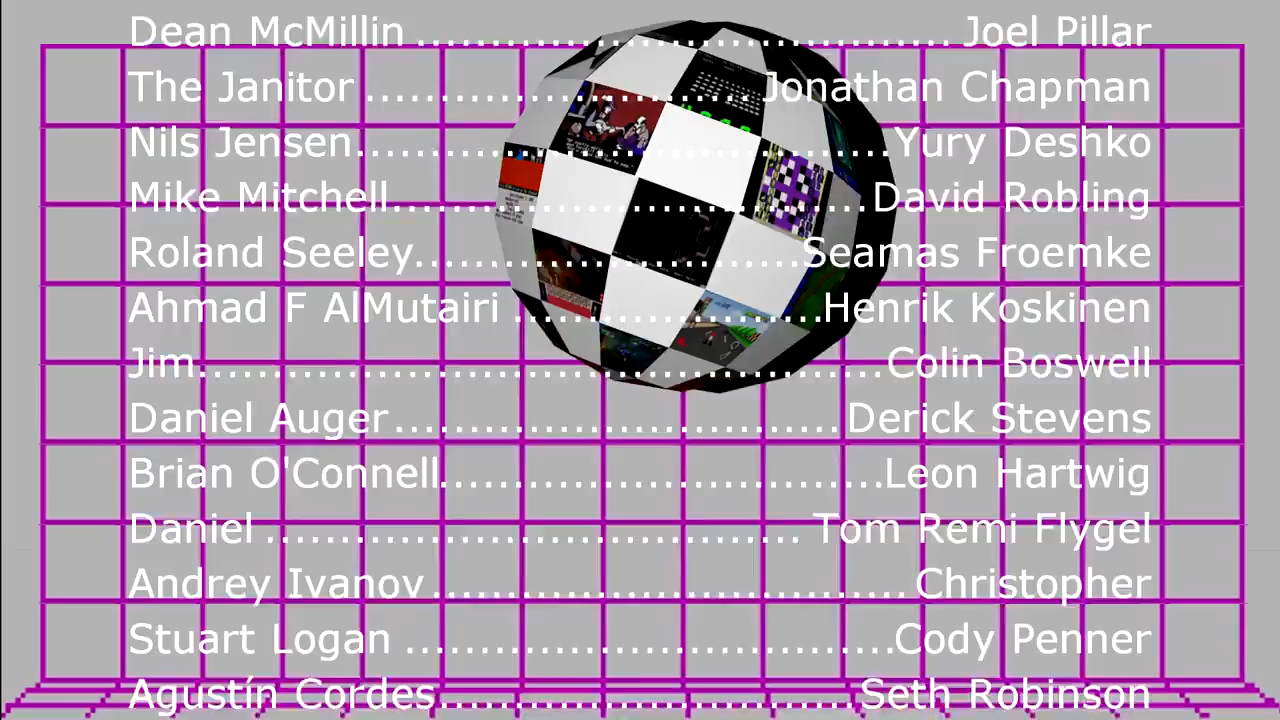 Dean McMillin ................................ Joel Pillar
The Janitor ....................... Jonathan Chapman
Nils Jensen................................Yury Deshko
Mike Mitchell............................David Robling
Roland Seeley.......................Seamas Froemke
Ahmad F AlMutairi ..................Henrik Koskinen
Jim........................................Colin Boswell
Daniel Auger .......................... Derick Stevens
Brian O'Connell..........................Leon Hartwig
Daniel ............................... Tom Remi Flygel
Andrey Ivanov ............................ Christopher
Stuart Logan ............................Cody Penner
Agustín Cordes.........................Seth Robinson